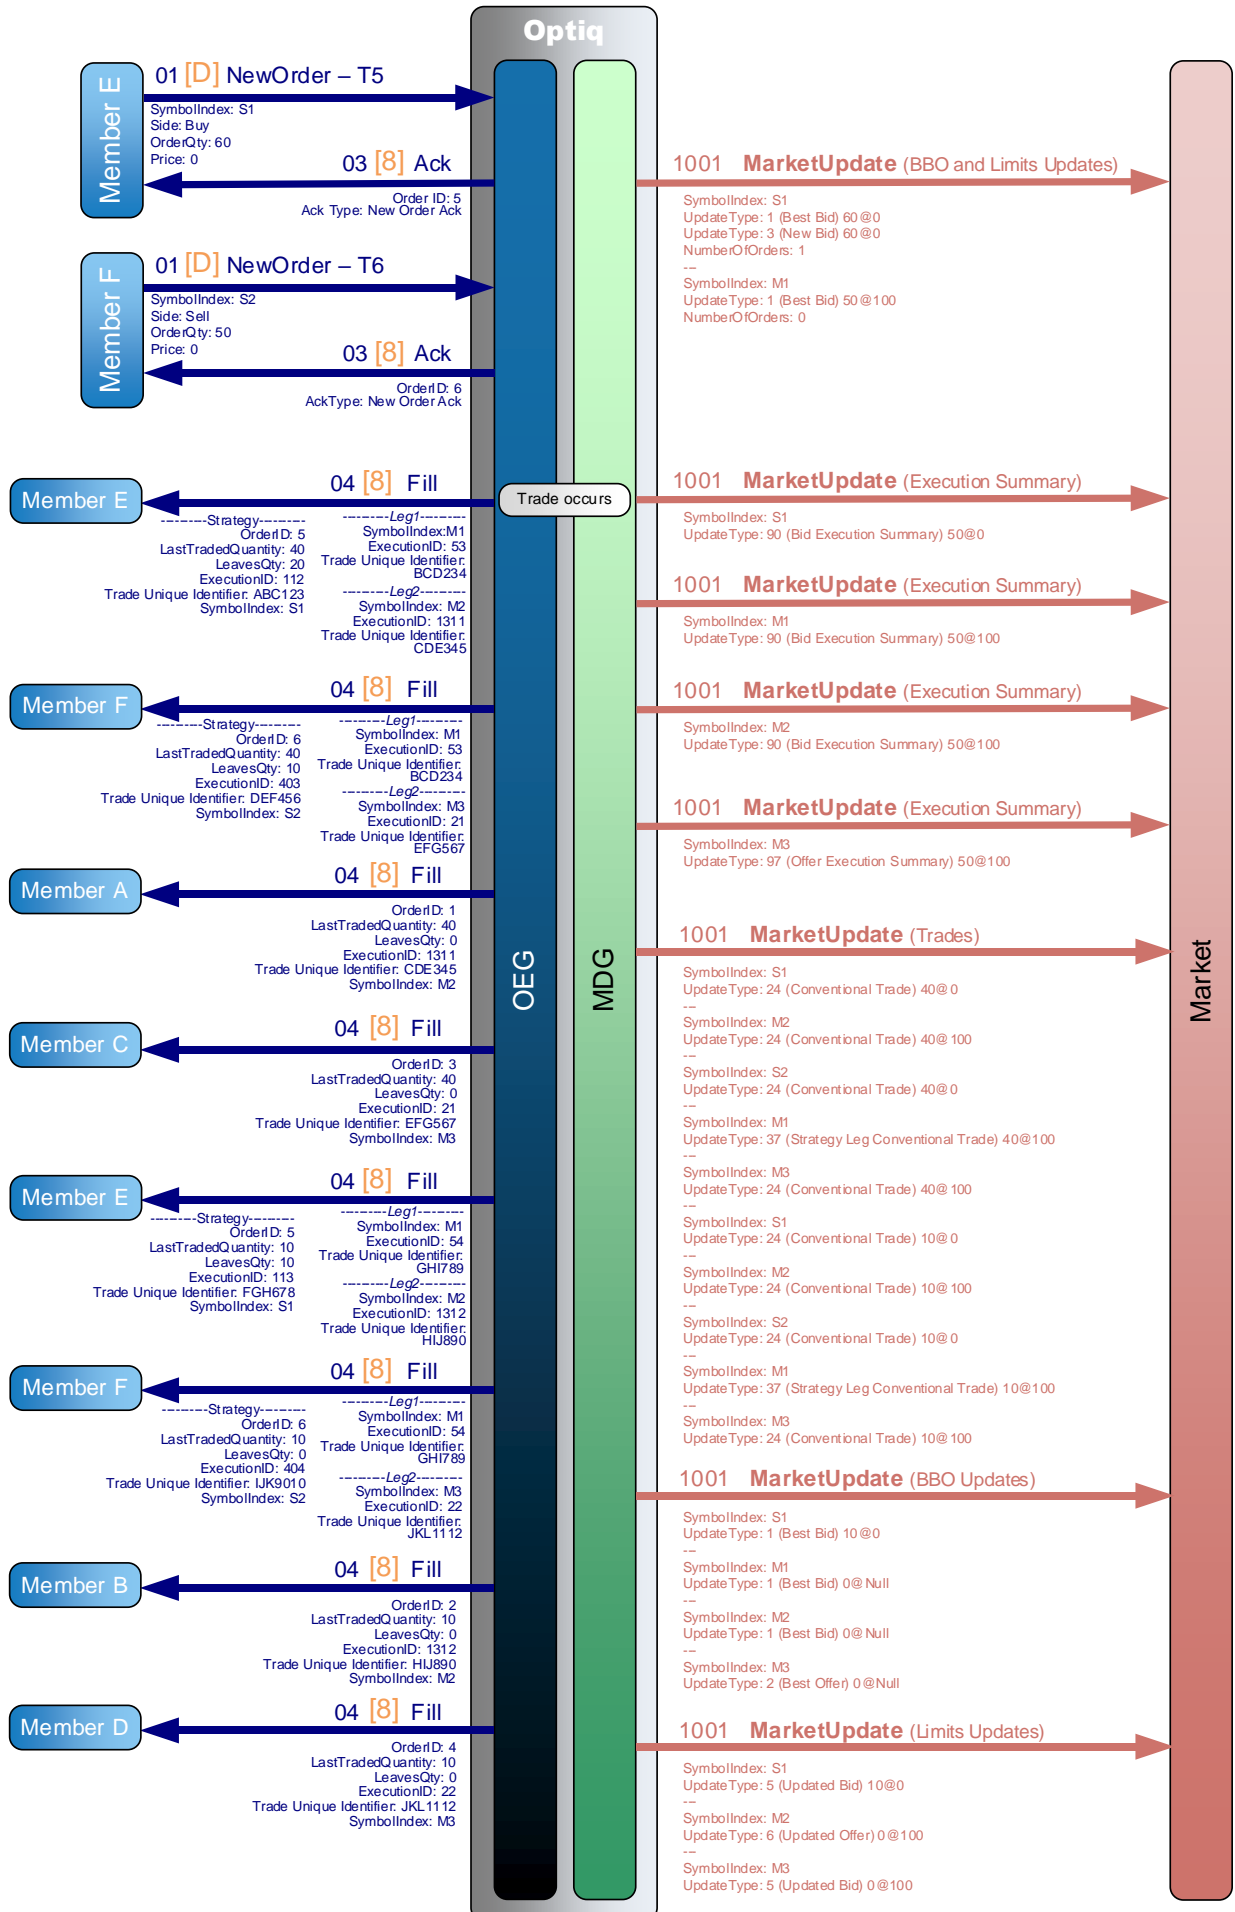 Optiq
Member E
01 [D] NewOrder – T5
SymbolIndex: S1
Side: Buy
OrderQty: 60
Price: 0
03 [8] Ack
Order ID: 5
Ack Type: New Order Ack
1001 MarketUpdate (BBO and Limits Updates)
SymbolIndex: S1
UpdateType: 1 (Best Bid) 60@0
UpdateType: 3 (New Bid) 60@0
NumberOfOrders: 1
---
SymbolIndex: M1
UpdateType: 1 (Best Bid) 50@100
NumberOfOrders: 0
Member F
01 [D] NewOrder – T6
SymbolIndex: S2
Side: Sell
OrderQty: 50
Price: 0
03 [8] Ack
OrderID: 6
AckType: New Order Ack
OEG
MDG
Market
Trade occurs
Member E
04 [8] Fill
----------Strategy----------
OrderID: 5
LastTradedQuantity: 40
LeavesQty: 20
ExecutionID: 112
Trade Unique Identifier: ABC123
SymbolIndex: S1
----------Leg1----------
SymbolIndex:M1
ExecutionID: 53
Trade Unique Identifier:
BCD234
----------Leg2----------
SymbolIndex: M2
ExecutionID: 1311
Trade Unique Identifier:
CDE345
1001 MarketUpdate (Execution Summary)
SymbolIndex: S1
UpdateType: 90 (Bid Execution Summary) 50@0
1001 MarketUpdate (Execution Summary)
SymbolIndex: M1
UpdateType: 90 (Bid Execution Summary) 50@100
Member F
04 [8] Fill
----------Strategy----------
OrderID: 6
LastTradedQuantity: 40
LeavesQty: 10
ExecutionID: 403
Trade Unique Identifier: DEF456
SymbolIndex: S2
----------Leg1----------
SymbolIndex: M1
ExecutionID: 53
Trade Unique Identifier:
BCD234
----------Leg2----------
SymbolIndex: M3
ExecutionID: 21
Trade Unique Identifier:
EFG567
1001 MarketUpdate (Execution Summary)
SymbolIndex: M2
UpdateType: 90 (Bid Execution Summary) 50@100
1001 MarketUpdate (Execution Summary)
SymbolIndex: M3
UpdateType: 97 (Offer Execution Summary) 50@100
Member A
04 [8] Fill
OrderID: 1
LastTradedQuantity: 40
LeavesQty: 0
ExecutionID: 1311
Trade Unique Identifier: CDE345
SymbolIndex: M2
Member C
04 [8] Fill
OrderID: 3
LastTradedQuantity: 40
LeavesQty: 0
ExecutionID: 21
Trade Unique Identifier: EFG567
SymbolIndex: M3
1001 MarketUpdate (Trades)
SymbolIndex: S1
UpdateType: 24 (Conventional Trade) 40@0
---
SymbolIndex: M2
UpdateType: 24 (Conventional Trade) 40@100
---
SymbolIndex: S2
UpdateType: 24 (Conventional Trade) 40@0
---
SymbolIndex: M1
UpdateType: 37 (Strategy Leg Conventional Trade) 40@100
---
SymbolIndex: M3
UpdateType: 24 (Conventional Trade) 40@100
---
SymbolIndex: S1
UpdateType: 24 (Conventional Trade) 10@0
---
SymbolIndex: M2
UpdateType: 24 (Conventional Trade) 10@100
---
SymbolIndex: S2
UpdateType: 24 (Conventional Trade) 10@0
---
SymbolIndex: M1
UpdateType: 37 (Strategy Leg Conventional Trade) 10@100
---
SymbolIndex: M3
UpdateType: 24 (Conventional Trade) 10@100
Member E
04 [8] Fill
----------Strategy----------
OrderID: 5
LastTradedQuantity: 10
LeavesQty: 10
ExecutionID: 113
Trade Unique Identifier: FGH678
SymbolIndex: S1
----------Leg1----------
SymbolIndex: M1
ExecutionID: 54
Trade Unique Identifier:
GHI789
----------Leg2----------
SymbolIndex: M2
ExecutionID: 1312
Trade Unique Identifier:
HIJ890
Member F
04 [8] Fill
----------Strategy----------
OrderID: 6
LastTradedQuantity: 10
LeavesQty: 0
ExecutionID: 404
Trade Unique Identifier: IJK9010
SymbolIndex: S2
----------Leg1----------
SymbolIndex: M1
ExecutionID: 54
Trade Unique Identifier:
GHI789
----------Leg2----------
SymbolIndex: M3
ExecutionID: 22
Trade Unique Identifier:
JKL1112
1001 MarketUpdate (BBO Updates)
SymbolIndex: S1
UpdateType: 1 (Best Bid) 10@0
---
SymbolIndex: M1
UpdateType: 1 (Best Bid) 0@Null
---
SymbolIndex: M2
UpdateType: 1 (Best Bid) 0@Null
---
SymbolIndex: M3
UpdateType: 2 (Best Offer) 0@Null
Member B
04 [8] Fill
OrderID: 2
LastTradedQuantity: 10
LeavesQty: 0
ExecutionID: 1312
Trade Unique Identifier: HIJ890
SymbolIndex: M2
Member D
04 [8] Fill
OrderID: 4
LastTradedQuantity: 10
LeavesQty: 0
ExecutionID: 22
Trade Unique Identifier: JKL1112
SymbolIndex: M3
1001 MarketUpdate (Limits Updates)
SymbolIndex: S1
UpdateType: 5 (Updated Bid) 10@0
---
SymbolIndex: M2
UpdateType: 6 (Updated Offer) 0@100
---
SymbolIndex: M3
UpdateType: 5 (Updated Bid) 0@100